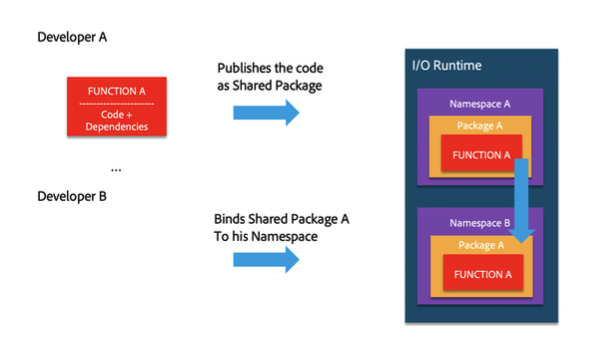 Developer A
FUNCTION A
Code +
Dependencies
Publishes the code
as Shared Package
...
Developer B
Binds Shared Package A
To his Namespace
I/O Runtime
Namespace A
Package A
FUNCTION A
Namespace B
Package A
FUNCTION A